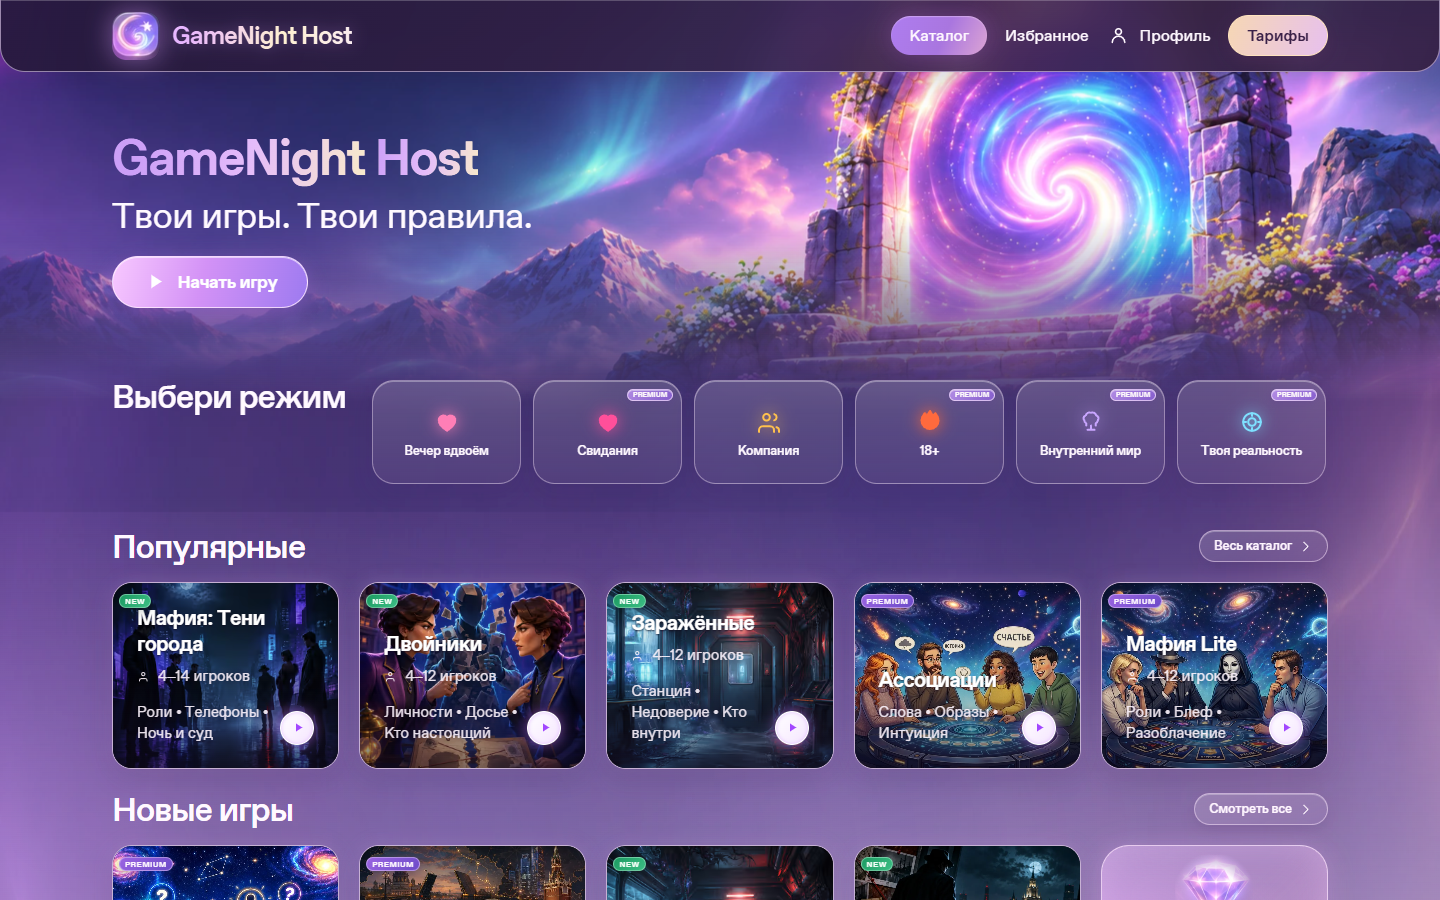 GameNight Host
Каталог
Избранное
Профиль
Тарифы
GameNight Host
Твои игры. Твои правила.
Начать игру
Выбери режим
Вечер вдвоём
PREMIUM
Свидания
Компания
PREMIUM
18+
PREMIUM
Внутренний мир
PREMIUM
Твоя реальность
Популярные
Весь каталог
NEW
Мафия: Тени
города
4–14 игроков
Роли • Телефоны •
Ночь и суд
NEW
Двойники
4–12 игроков
Личности • Досье •
Кто настоящий
NEW
Заражённые
4–12 игроков
Станция •
Недоверие • Кто
внутри
PREMIUM
ИСТОРИЯ
СЧАСТЬЕ
Ассоциации
Слова • Образы •
Интуиция
PREMIUM
Мафия Lite
4–12 игроков
Роли • Блеф •
Разоблачение
Новые игры
Смотреть все
PREMIUM
?
?
PREMIUM
NEW
NEW